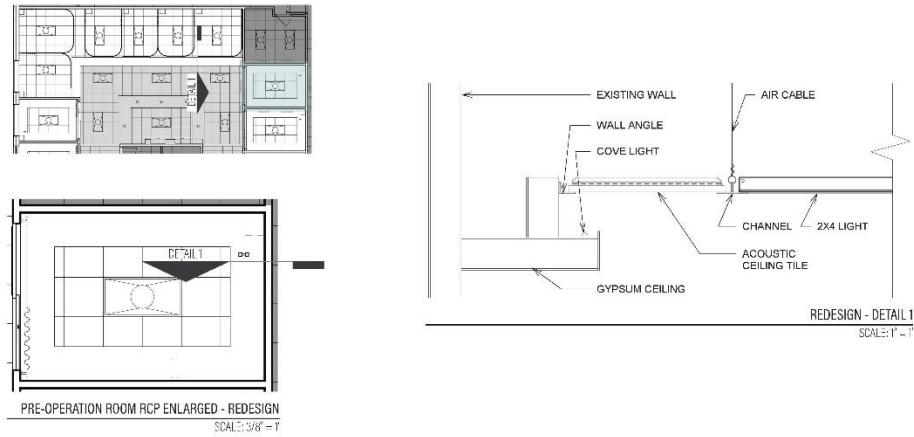 DETAIL 1
EXISTING WALL
AIR CABLE
WALL ANGLE
COVE LIGHT
CHANNEL
2X4 LIGHT
ACOUSTIC
CEILING TILE
GYPSUM CEILING
REDESIGN - DETAIL 1
SCALE: 1" = 1'
DETAIL 1
PRE-OPERATION ROOM RCP ENLARGED - REDESIGN
SCALE: 3/8" = 1'